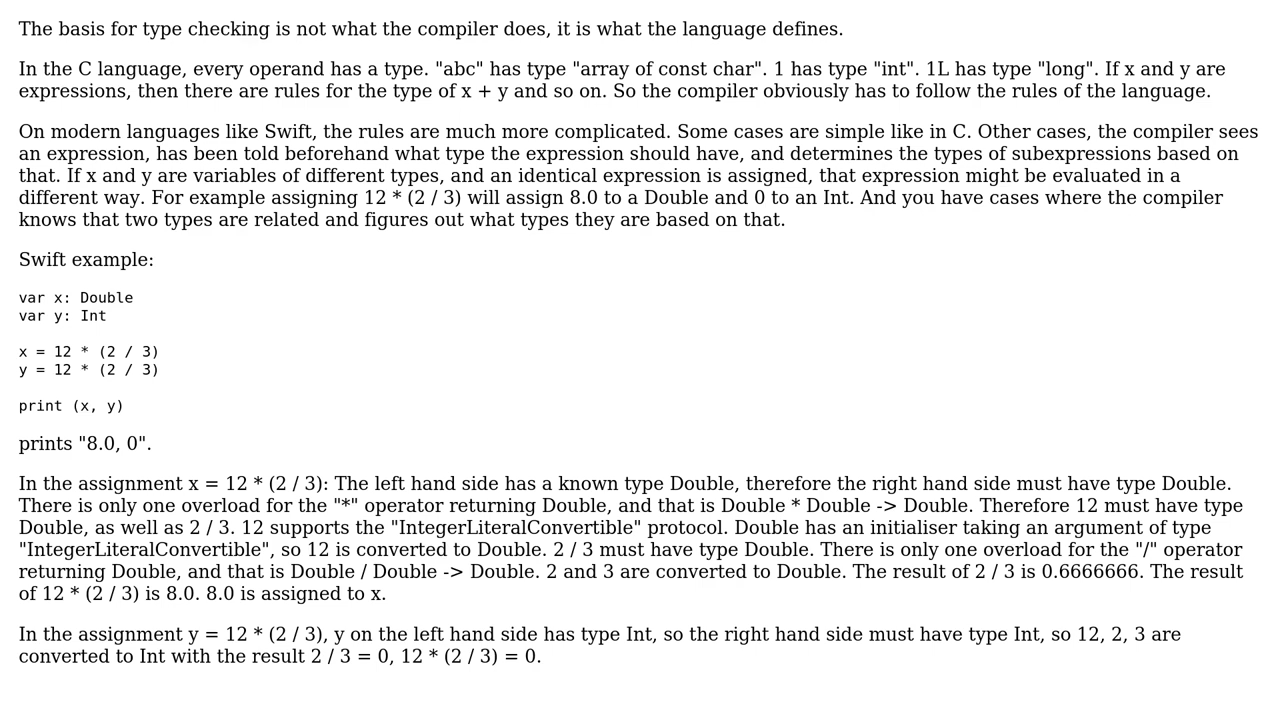 The basis for type checking is not what the compiler does, it is what the language defines.
In the C language, every operand has a type. "abc" has type "array of const char". 1 has type "int". 1L has type "long". If x and y are
expressions, then there are rules for the type of x + y and so on. So the compiler obviously has to follow the rules of the language.
On modern languages like Swift, the rules are much more complicated. Some cases are simple like in C. Other cases, the compiler sees
an expression, has been told beforehand what type the expression should have, and determines the types of subexpressions based on
that. If x and y are variables of different types, and an identical expression is assigned, that expression might be evaluated in a
different way. For example assigning 12 * (2 / 3) will assign 8.0 to a Double and 0 to an Int. And you have cases where the compiler
knows that two types are related and figures out what types they are based on that.
Swift example:
var x: Double
var y: Int
x = 12 * (2 / 3)
y = 12 * (2 / 3)
print (x, y)
prints "8.0, 0".
In the assignment x = 12 * (2 / 3): The left hand side has a known type Double, therefore the right hand side must have type Double.
There is only one overload for the "*" operator returning Double, and that is Double * Double -> Double. Therefore 12 must have type
Double, as well as 2 / 3. 12 supports the "IntegerLiteralConvertible" protocol. Double has an initialiser taking an argument of type
"IntegerLiteralConvertible", so 12 is converted to Double. 2 / 3 must have type Double. There is only one overload for the "/" operator
returning Double, and that is Double / Double -> Double. 2 and 3 are converted to Double. The result of 2 / 3 is 0.6666666. The result
of 12 * (2 / 3) is 8.0. 8.0 is assigned to x.
In the assignment y = 12 * (2 / 3), y on the left hand side has type Int, so the right hand side must have type Int, so 12, 2, 3 are
converted to Int with the result 2 / 3 = 0, 12 * (2 / 3) = 0.